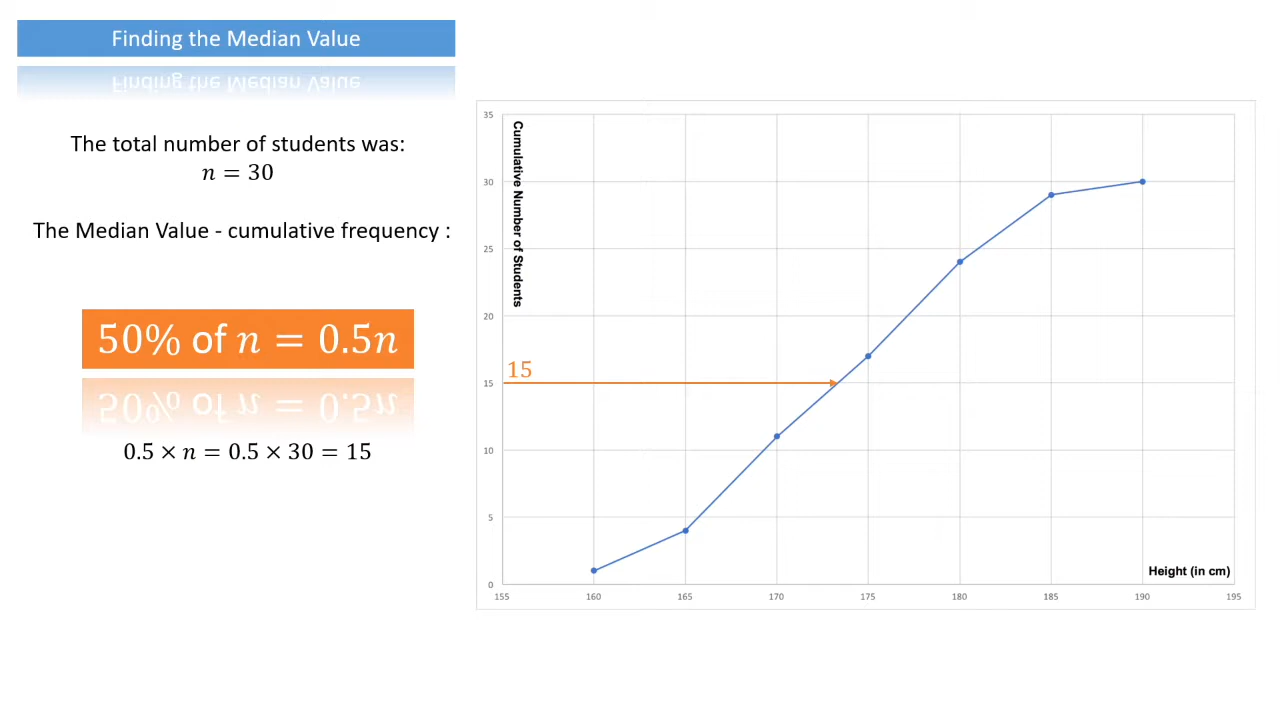 Finding the Median Value
The total number of students was:
n = 30
The Median Value - cumulative frequency :
50% of n = 0.5n
0.5 × n = 0.5 × 30 = 15
Cumulative Number of Students
35
30
25
20
15
15
10
5
0
Height (in cm)
155 160 165 170 175 180 185 190 195